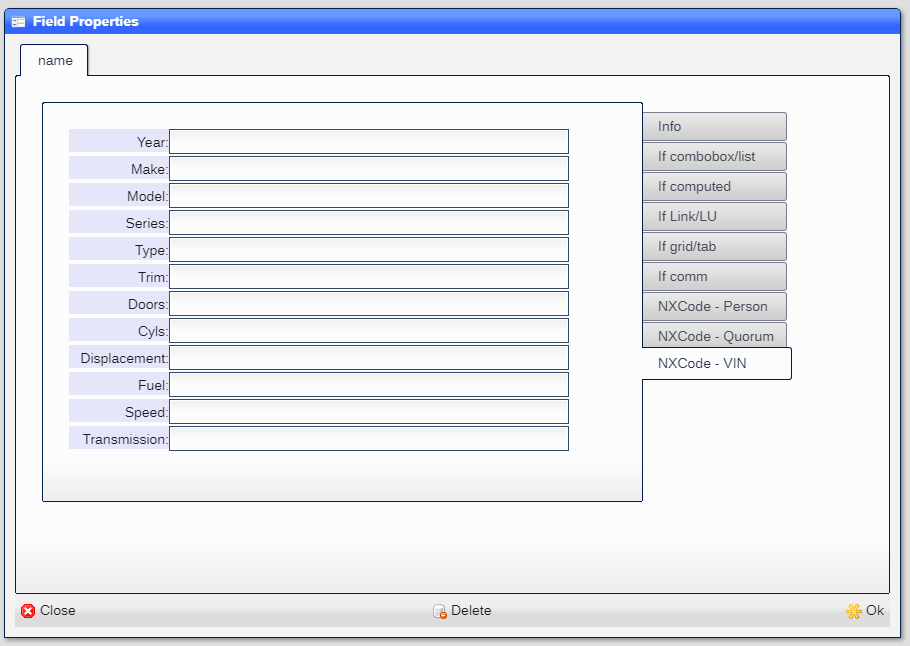 Field Properties
name
Year:
Make:
Model:
Series:
Type:
Trim:
Doors:
Cyls:
Displacement:
Fuel:
Speed:
Transmission:
Info
If combobox/list
If computed
If Link/LU
If grid/tab
If comm
NXCode - Person
NXCode - Quorum
NXCode - VIN
Close
Delete
Ok